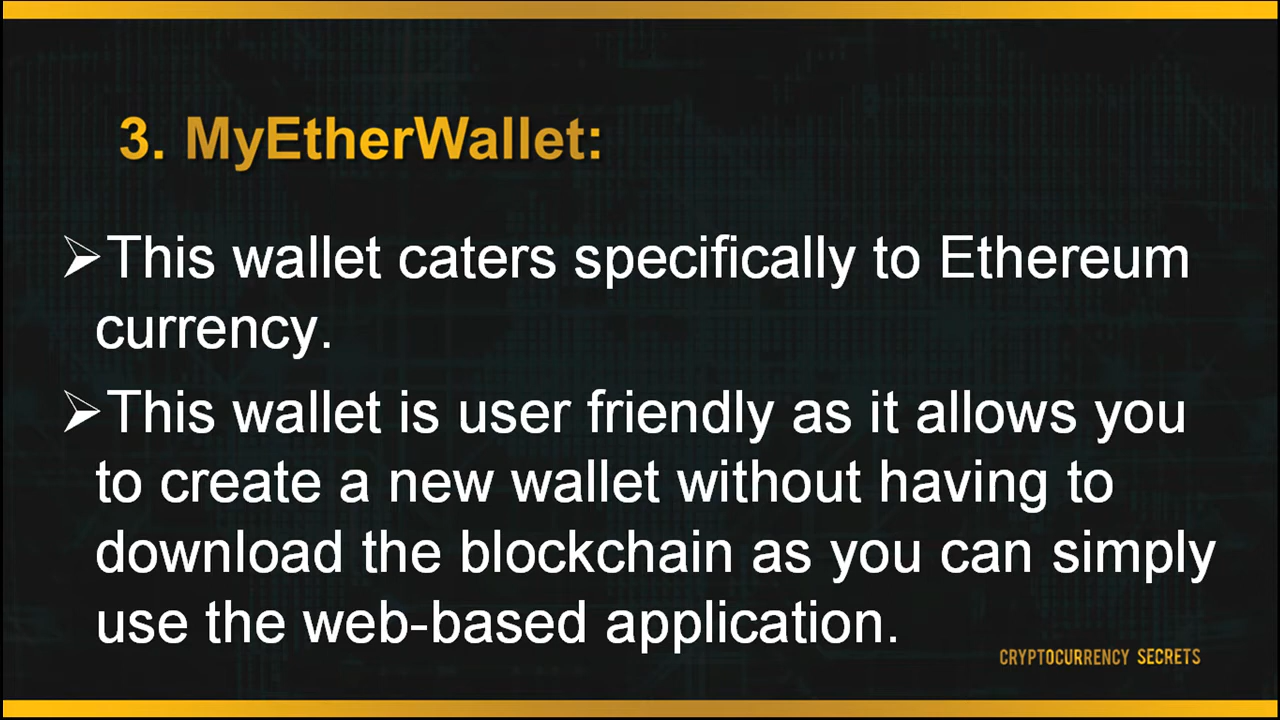 3. MyEtherWallet:
➢This wallet caters specifically to Ethereum
currency.
➢This wallet is user friendly as it allows you
to create a new wallet without having to
download the blockchain as you can simply
use the web-based application.
CRYPTOCURRENCY SECRETS